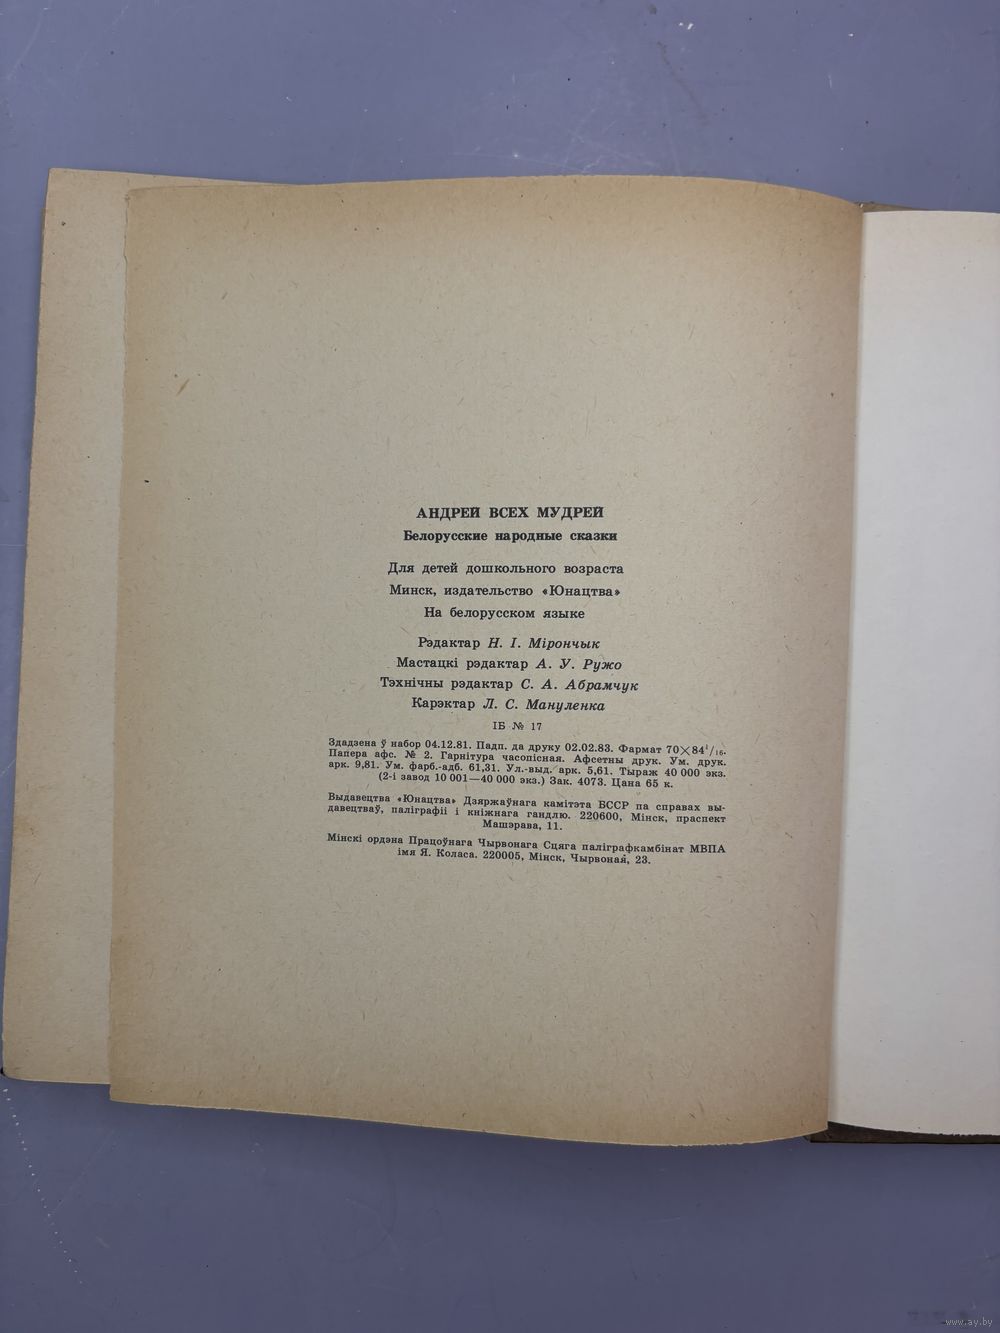 АНДРЕЙ ВСЕХ МУДРЕЙ
Белорусские народные сказки
Для детей дошкольного возраста
Минск, издательство «Юнацтва»
На белорусском языке
Рэдактар Н. І. Мірончык
Мастацкі рэдактар А. У. Ружо
Тэхнічны рэдактар С. А. Абрамчук
Карэктар Л. С. Мануленка
ІБ № 17
Здадзена ў набор 04.12.81. Падп. да друку 02.02.83. Фармат 70×84¹/₁₆.
Папера афс. № 2. Гарнітура часопісная. Афсетны друк. Ум. друк.
арк. 9,81. Ум. фарб.-адб. 61,31. Ул.-выд. арк. 5,61. Тыраж 40 000 экз.
(2-і завод 10 001—40 000 экз.) Зак. 4073. Цана 65 к.
Выдавецтва «Юнацтва» Дзяржаўнага камітэта БССР па справах вы-
давецтваў, паліграфіі і кніжнага гандлю. 220600, Мінск, праспект
Машэрава, 11.
Мінскі ордэна Працоўнага Чырвонага Сцяга паліграфкамбінат МВПА
імя Я. Коласа. 220005, Мінск, Чырвоная, 23.
www.ay.by